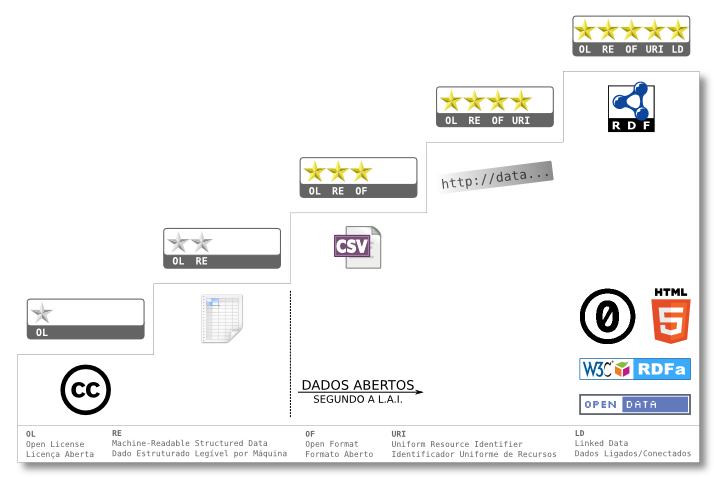 OL RE OF URI LD
RDF
OL RE OF URI
http://data...
OL RE OF
CSV
OL RE
OL
cc
0
HTML
5
W3C RDFa
DADOS ABERTOS
SEGUNDO A L.A.I.
OPEN DATA
OL
Open License
Licença Aberta
RE
Machine-Readable Structured Data
Dado Estruturado Legível por Máquina
OF
Open Format
Formato Aberto
URI
Uniform Resource Identifier
Identificador Uniforme de Recursos
LD
Linked Data
Dados Ligados/Conectados